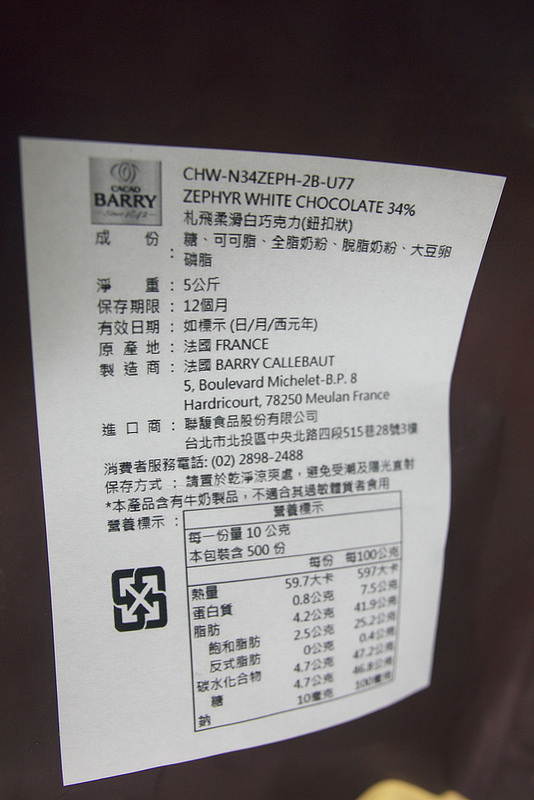 CACAO
BARRY
Since 1842
CHW-N34ZEPH-2B-U77
ZEPHYR WHITE CHOCOLATE 34%
札飛柔滑白巧克力(鈕扣狀)
成份：糖、可可脂、全脂奶粉、脫脂奶粉、大豆卵
磷脂
淨重：5公斤
保存期限：12個月
有效日期：如標示 (日/月/西元年)
原產地：法國 FRANCE
製造商：法國 BARRY CALLEBAUT
5, Boulevard Michelet-B.P. 8
Hardricourt, 78250 Meulan France
進口商：聯馥食品股份有限公司
台北市北投區中央北路四段515巷28號3樓
消費者服務電話: (02) 2898-2488
保存方式：請置於乾淨涼爽處，避免受潮及陽光直射
*本產品含有牛奶製品，不適合其過敏體質者食用
營養標示：
營養標示
每一份量 10 公克
本包裝含 500 份
每份 每100公克
熱量 59.7大卡 597大卡
蛋白質 0.8公克 7.5公克
脂肪 4.2公克 41.9公克
飽和脂肪 2.5公克 25.2公克
反式脂肪 0公克 0.4公克
碳水化合物 4.7公克 47.2公克
糖 4.7公克 46.8公克
鈉 10毫克 100毫克